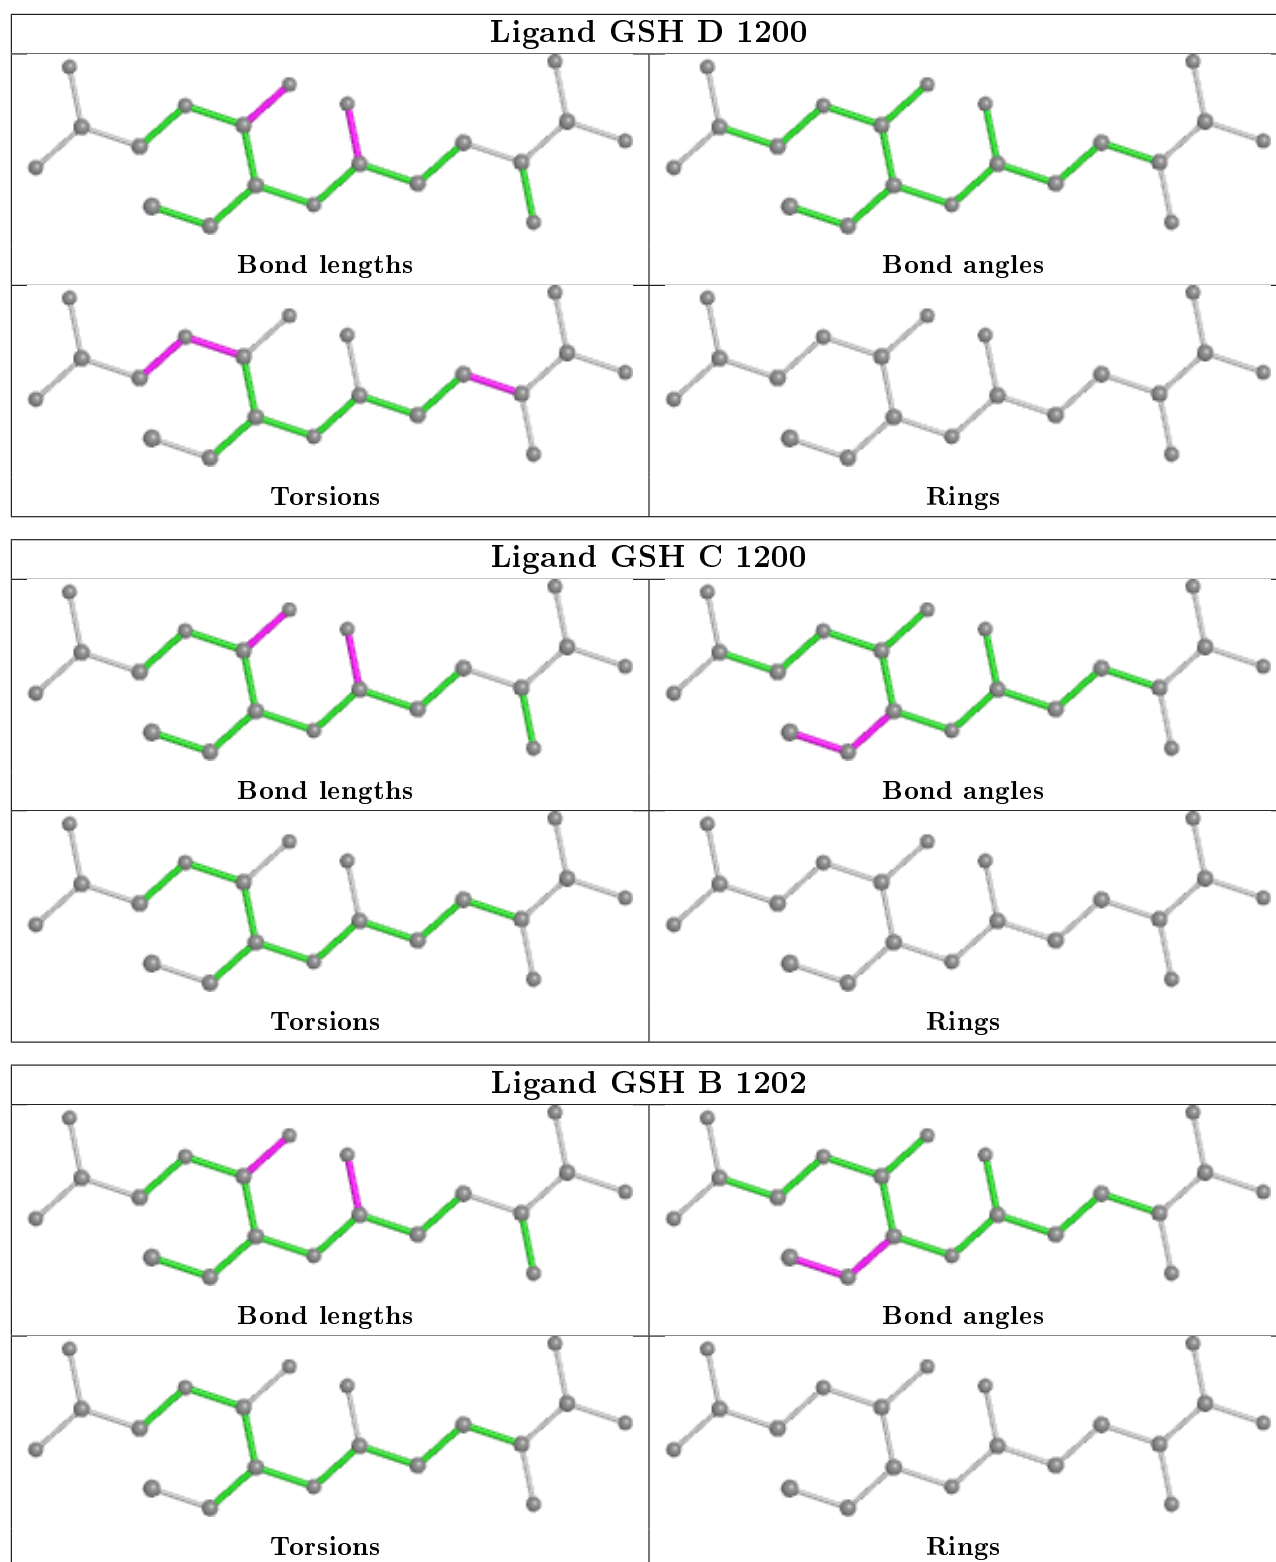 Ligand GSH D 1200
Bond lengths
Bond angles
Torsions
Rings
Ligand GSH C 1200
Bond lengths
Bond angles
Torsions
Rings
Ligand GSH B 1202
Bond lengths
Bond angles
Torsions
Rings